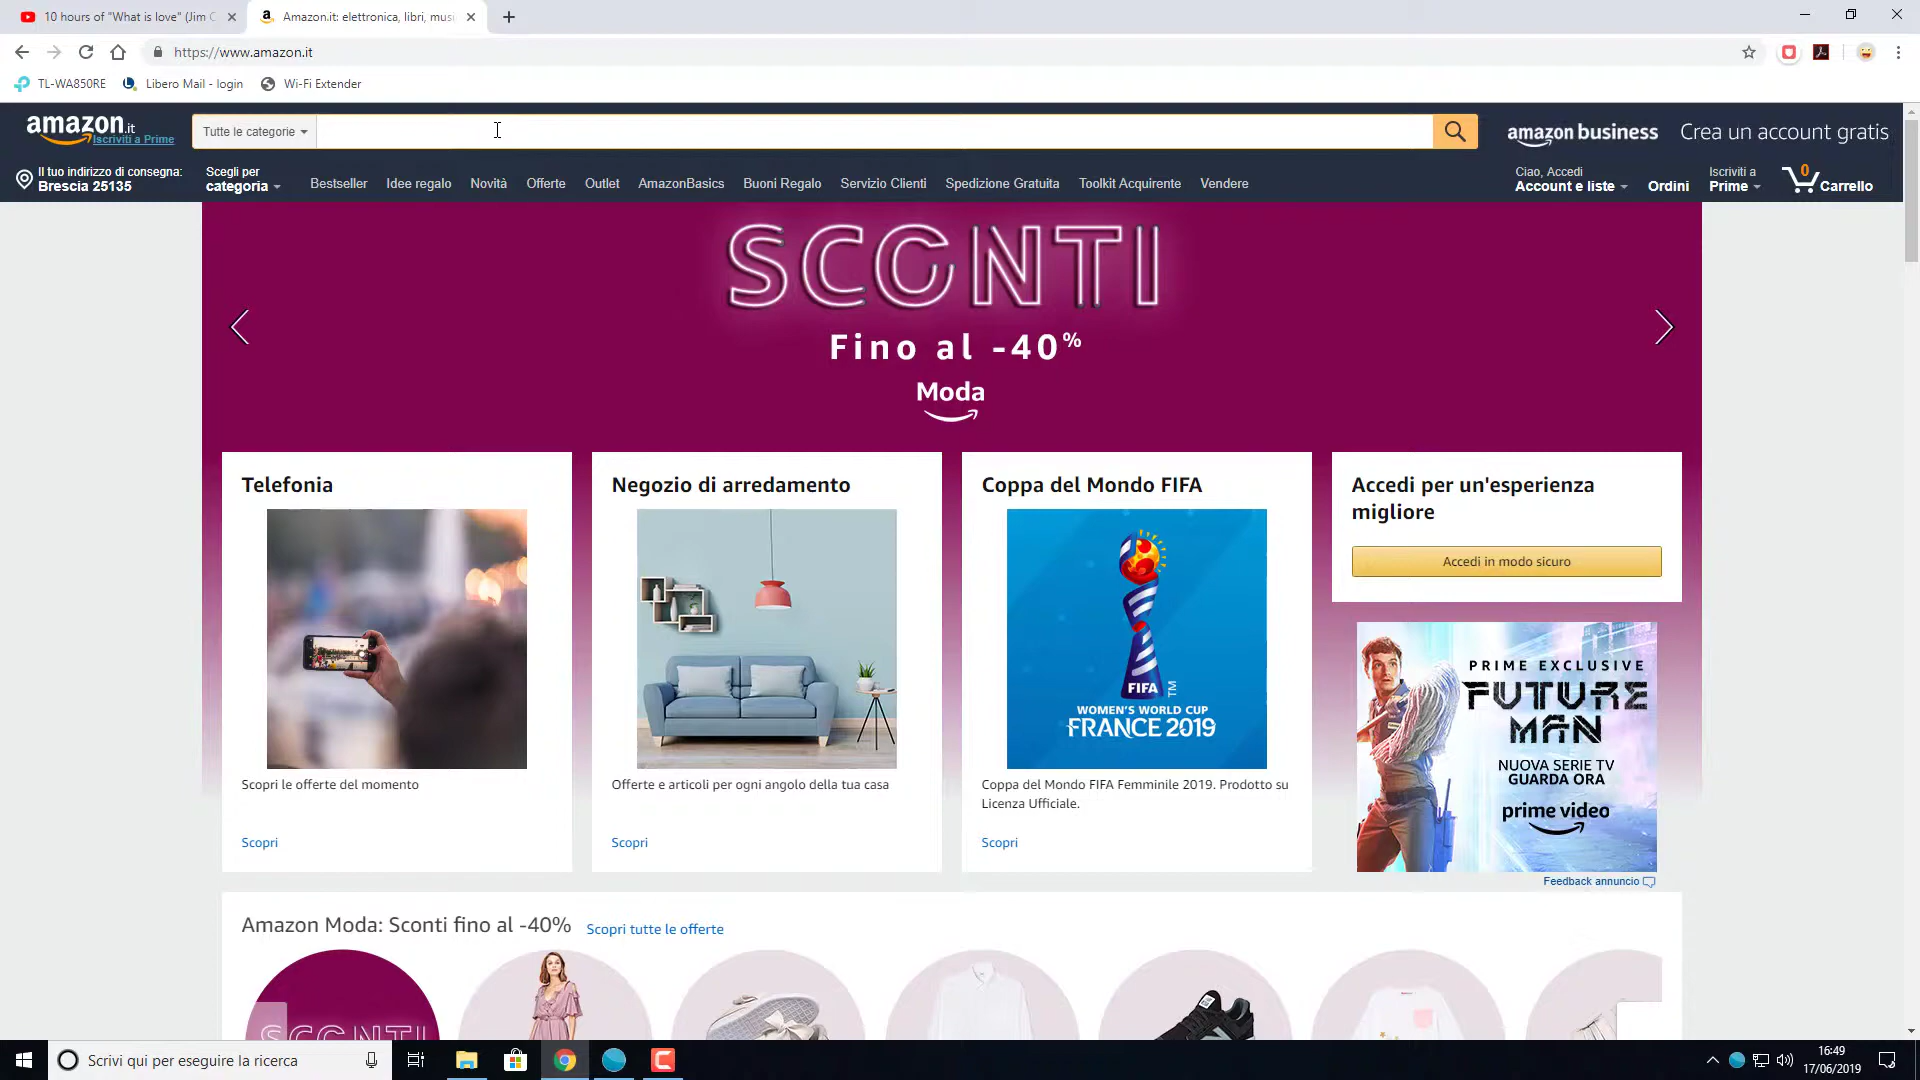 10 hours of "What is love" (Jim C
Amazon.it: elettronica, libri, musi
https://www.amazon.it
TL-WA850RE
Libero Mail - login
Wi-Fi Extender
amazon.it
Iscriviti a Prime
Tutte le categorie
amazon business
Crea un account gratis
Il tuo indirizzo di consegna:
Brescia 25135
Scegli per
categoria
Bestseller
Idee regalo
Novità
Offerte
Outlet
AmazonBasics
Buoni Regalo
Servizio Clienti
Spedizione Gratuita
Toolkit Acquirente
Vendere
Ciao, Accedi
Account e liste
Ordini
Iscriviti a
Prime
0
Carrello
SCONTI
Fino al -40%
Moda
Telefonia
Scopri le offerte del momento
Scopri
Negozio di arredamento
Offerte e articoli per ogni angolo della tua casa
Scopri
Coppa del Mondo FIFA
FIFA
TM
WOMEN'S WORLD CUP
FRANCE 2019
Coppa del Mondo FIFA Femminile 2019. Prodotto su
Licenza Ufficiale.
Scopri
Accedi per un'esperienza
migliore
Accedi in modo sicuro
PRIME EXCLUSIVE
FUTURE
MAN
NUOVA SERIE TV
GUARDA ORA
prime video
Feedback annuncio
Amazon Moda: Sconti fino al -40%
Scopri tutte le offerte
SCONTI
Scrivi qui per eseguire la ricerca
16:49
17/06/2019